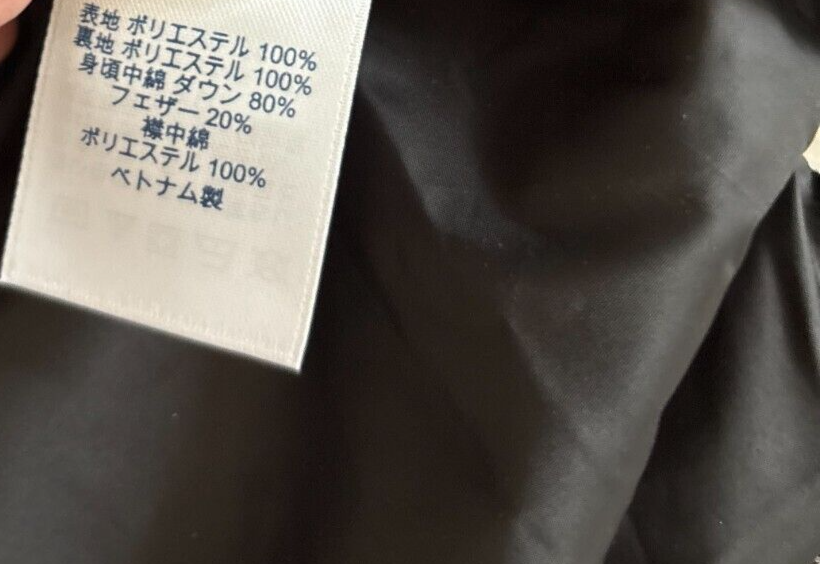 表地 ポリエステル 100%
裏地 ポリエステル 100%
身頃中綿 ダウン 80%
フェザー 20%
襟中綿
ポリエステル 100%
ベトナム製